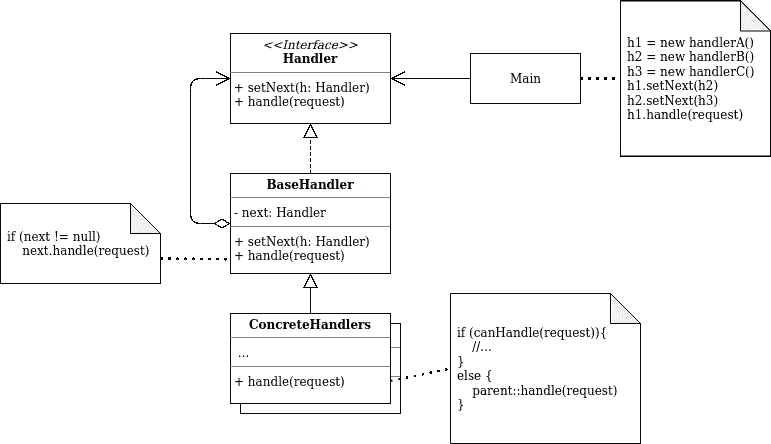 <<Interface>>
Handler
+ setNext(h: Handler)
+ handle(request)
Main
h1 = new handlerA()
h2 = new handlerB()
h3 = new handlerC()
h1.setNext(h2)
h2.setNext(h3)
h1.handle(request)
BaseHandler
- next: Handler
+ setNext(h: Handler)
+ handle(request)
if (next != null)
next.handle(request)
ConcreteHandlers
...
+ handle(request)
if (canHandle(request)){
//...
}
else {
parent::handle(request)
}